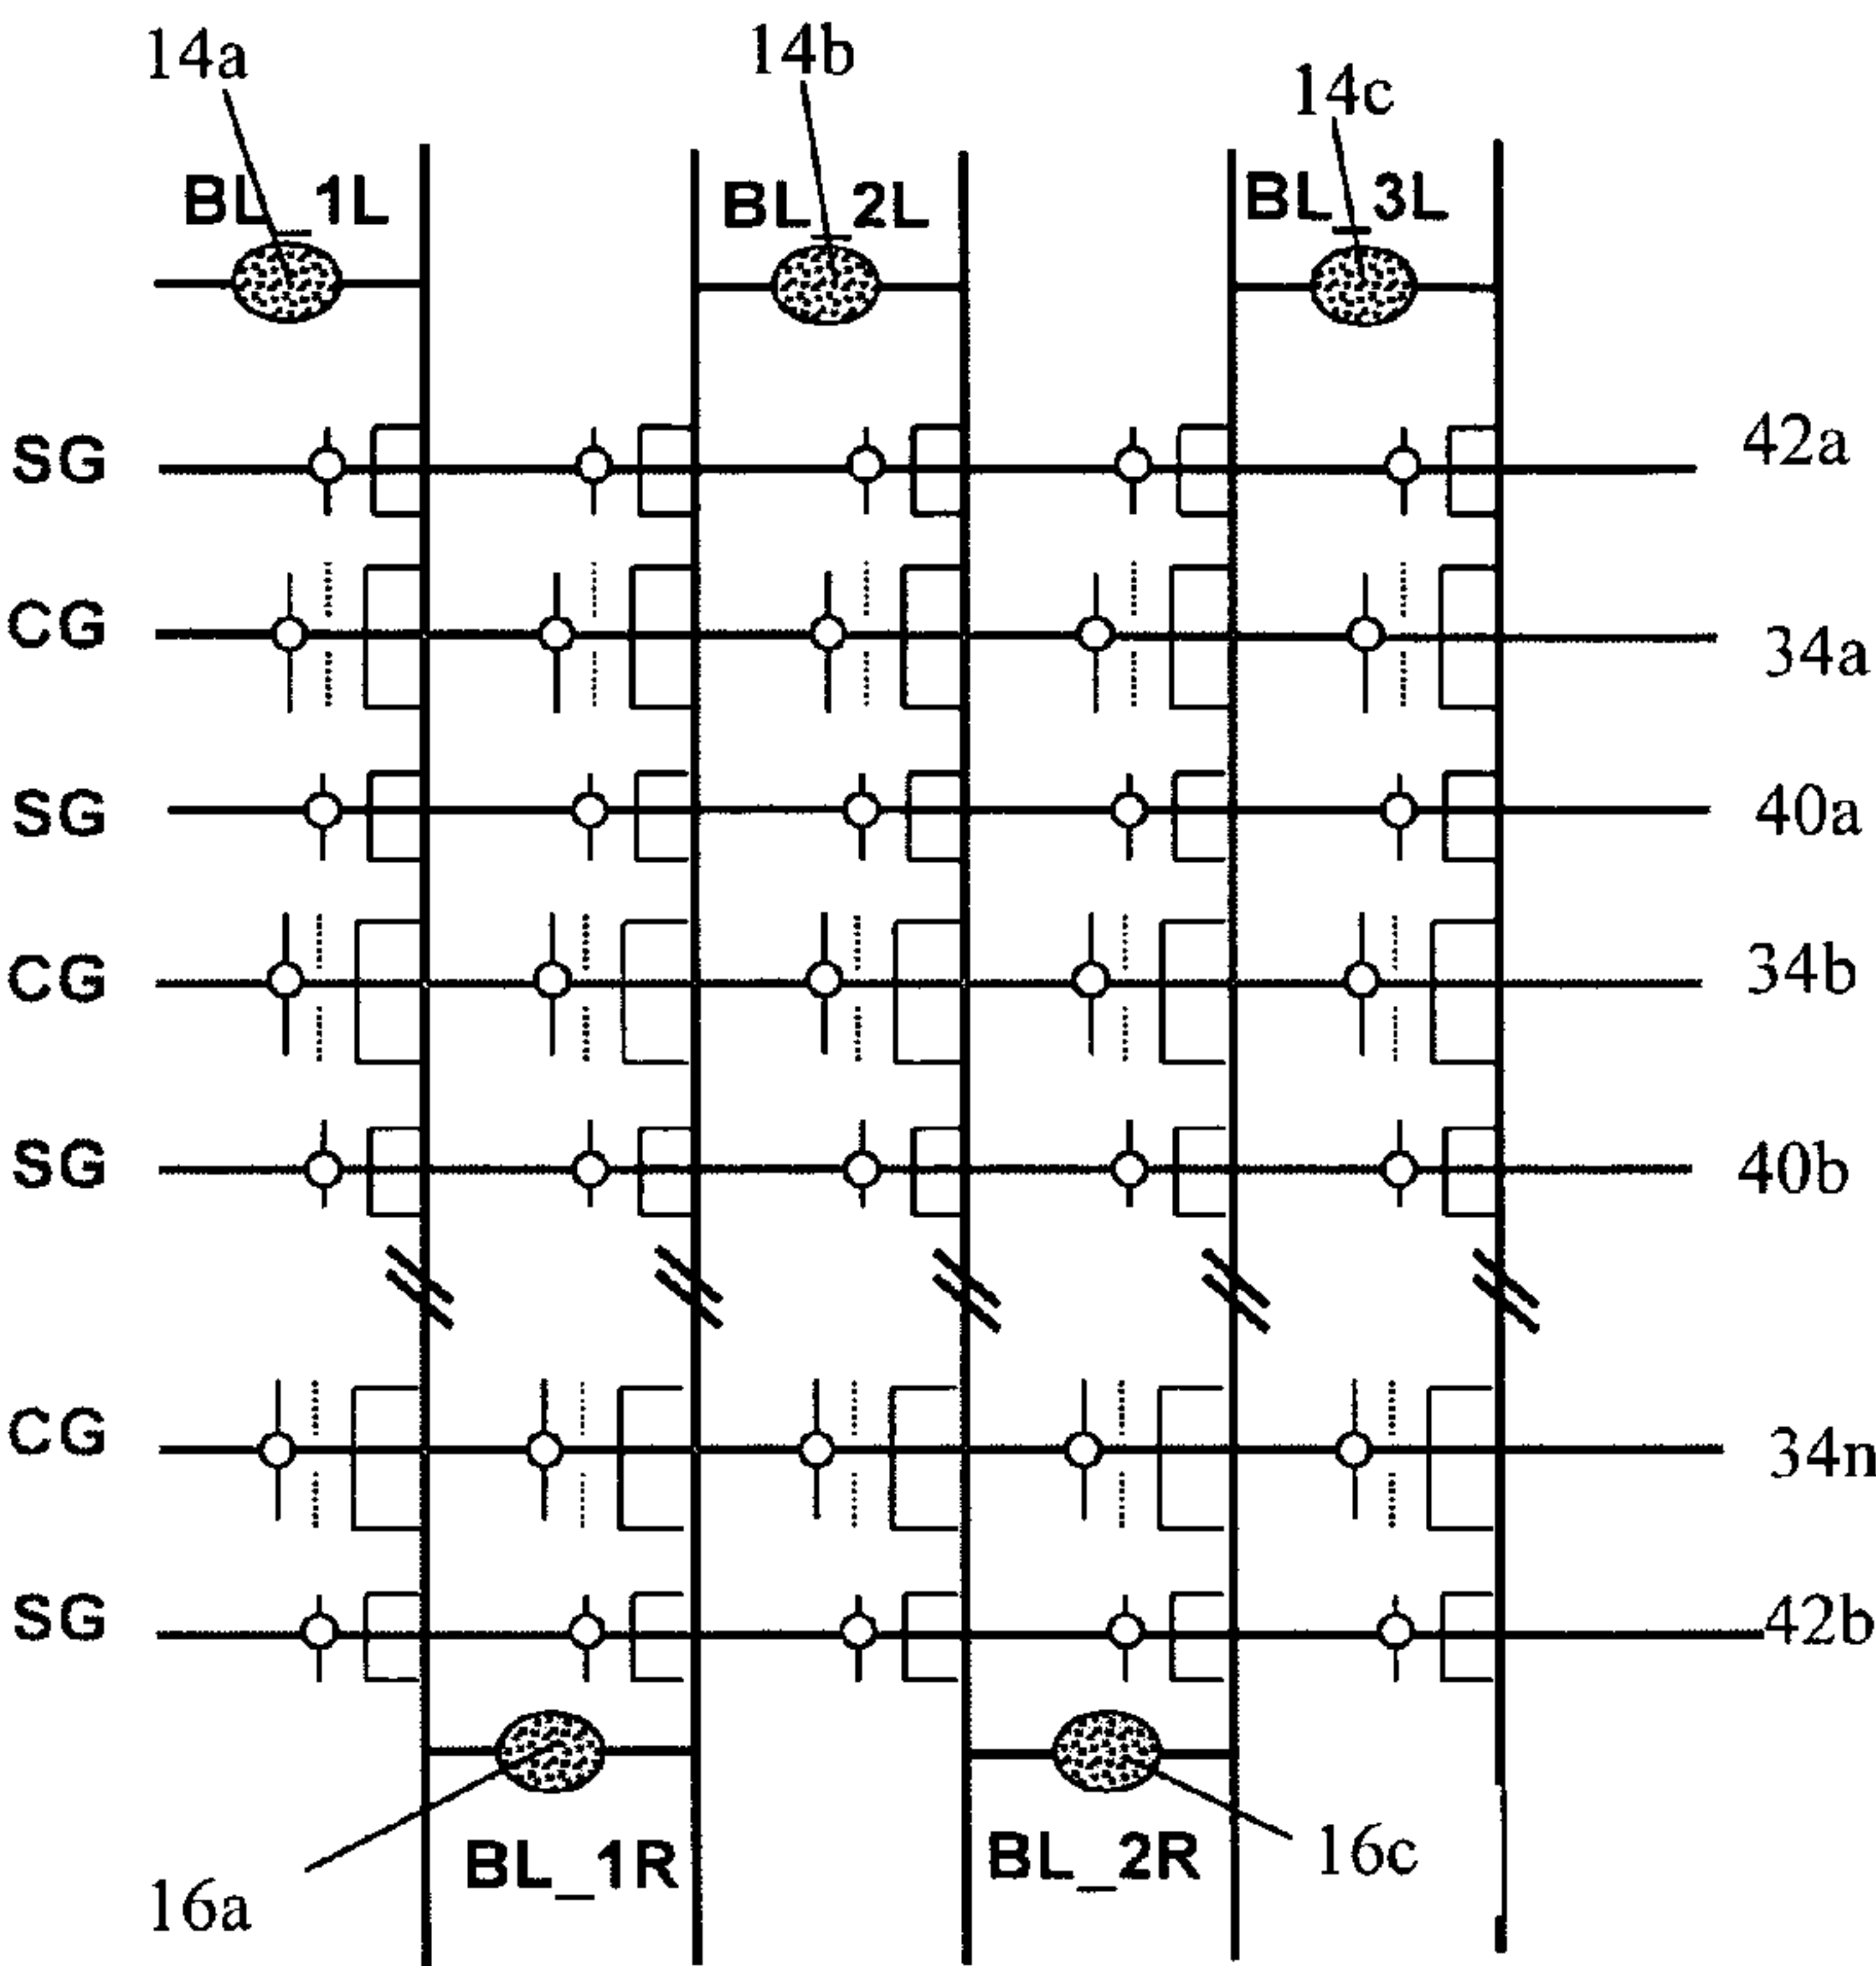 14a
14b
14c
BL_1L
BL_2L
BL_3L
SG
42a
CG
34a
SG
40a
CG
34b
SG
40b
CG
34n
SG
42b
BL_1R
BL_2R
16c
16a